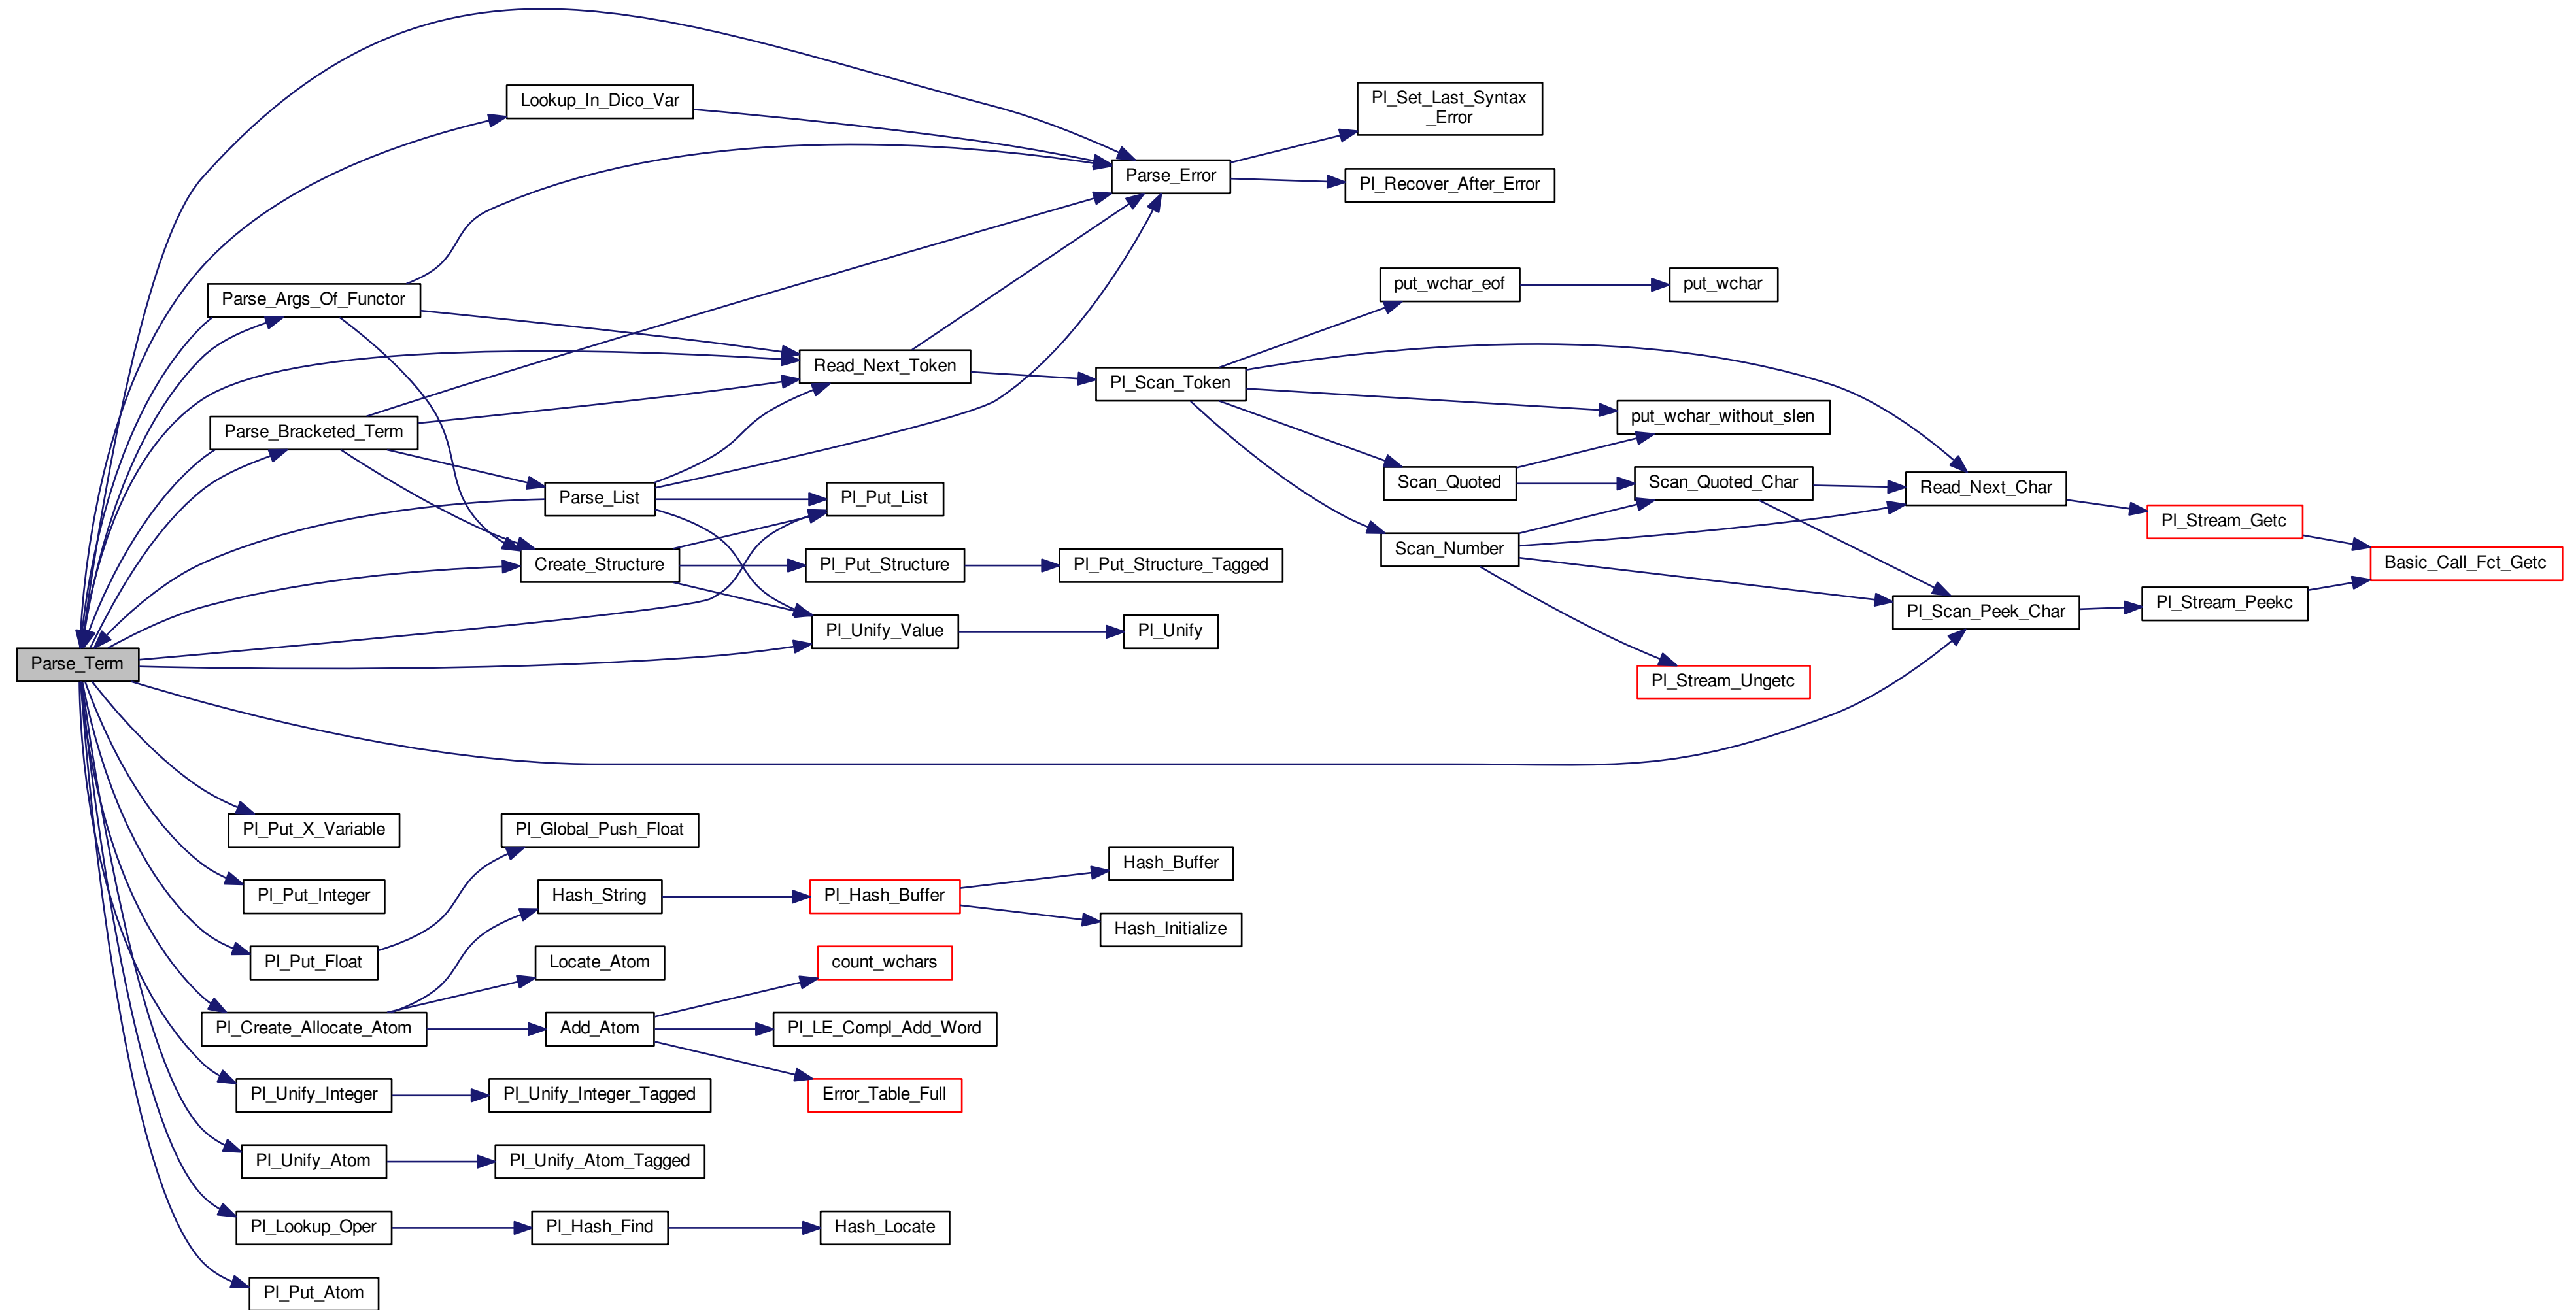 Lookup_In_Dico_Var
Pl_Set_Last_Syntax
_Error
Parse_Error
Pl_Recover_After_Error
Parse_Args_Of_Functor
put_wchar_eof
put_wchar
Read_Next_Token
Pl_Scan_Token
put_wchar_without_slen
Parse_Bracketed_Term
Parse_List
Pl_Put_List
Scan_Quoted
Scan_Quoted_Char
Read_Next_Char
Pl_Stream_Getc
Create_Structure
Pl_Put_Structure
Pl_Put_Structure_Tagged
Scan_Number
Basic_Call_Fct_Getc
Pl_Scan_Peek_Char
Pl_Stream_Peekc
Pl_Unify_Value
Pl_Unify
Parse_Term
Pl_Stream_Ungetc
Pl_Put_X_Variable
Pl_Global_Push_Float
Pl_Put_Integer
Hash_String
Pl_Hash_Buffer
Hash_Buffer
Hash_Initialize
Pl_Put_Float
Locate_Atom
count_wchars
Pl_Create_Allocate_Atom
Add_Atom
Pl_LE_Compl_Add_Word
Pl_Unify_Integer
Pl_Unify_Integer_Tagged
Error_Table_Full
Pl_Unify_Atom
Pl_Unify_Atom_Tagged
Pl_Lookup_Oper
Pl_Hash_Find
Hash_Locate
Pl_Put_Atom